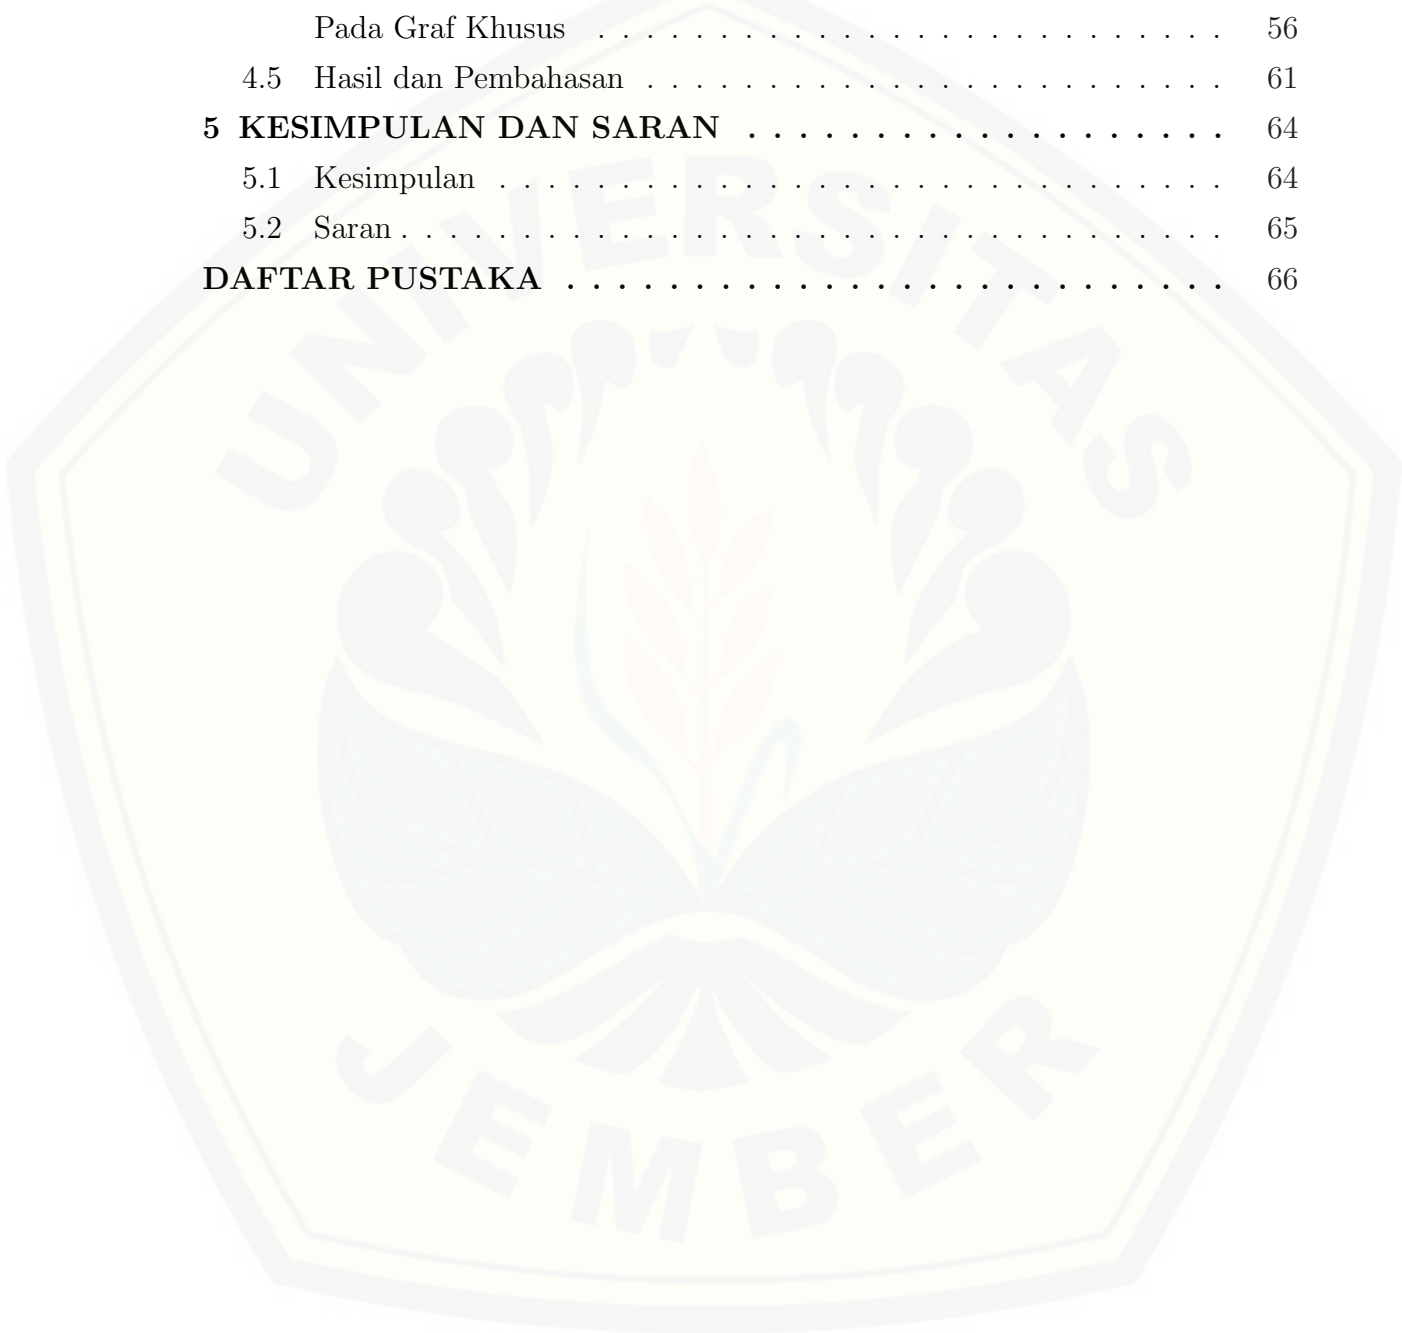 Pada Graf Khusus . . . . . . . . . . . . . . . . . . . . . . . . . . 56
4.5 Hasil dan Pembahasan . . . . . . . . . . . . . . . . . . . . . . . . 61
5 KESIMPULAN DAN SARAN . . . . . . . . . . . . . . . . . . . 64
5.1 Kesimpulan . . . . . . . . . . . . . . . . . . . . . . . . . . . . . . 64
5.2 Saran . . . . . . . . . . . . . . . . . . . . . . . . . . . . . . . . . . 65
DAFTAR PUSTAKA . . . . . . . . . . . . . . . . . . . . . . . . . . 66
UNIVERSITAS
JEMBER